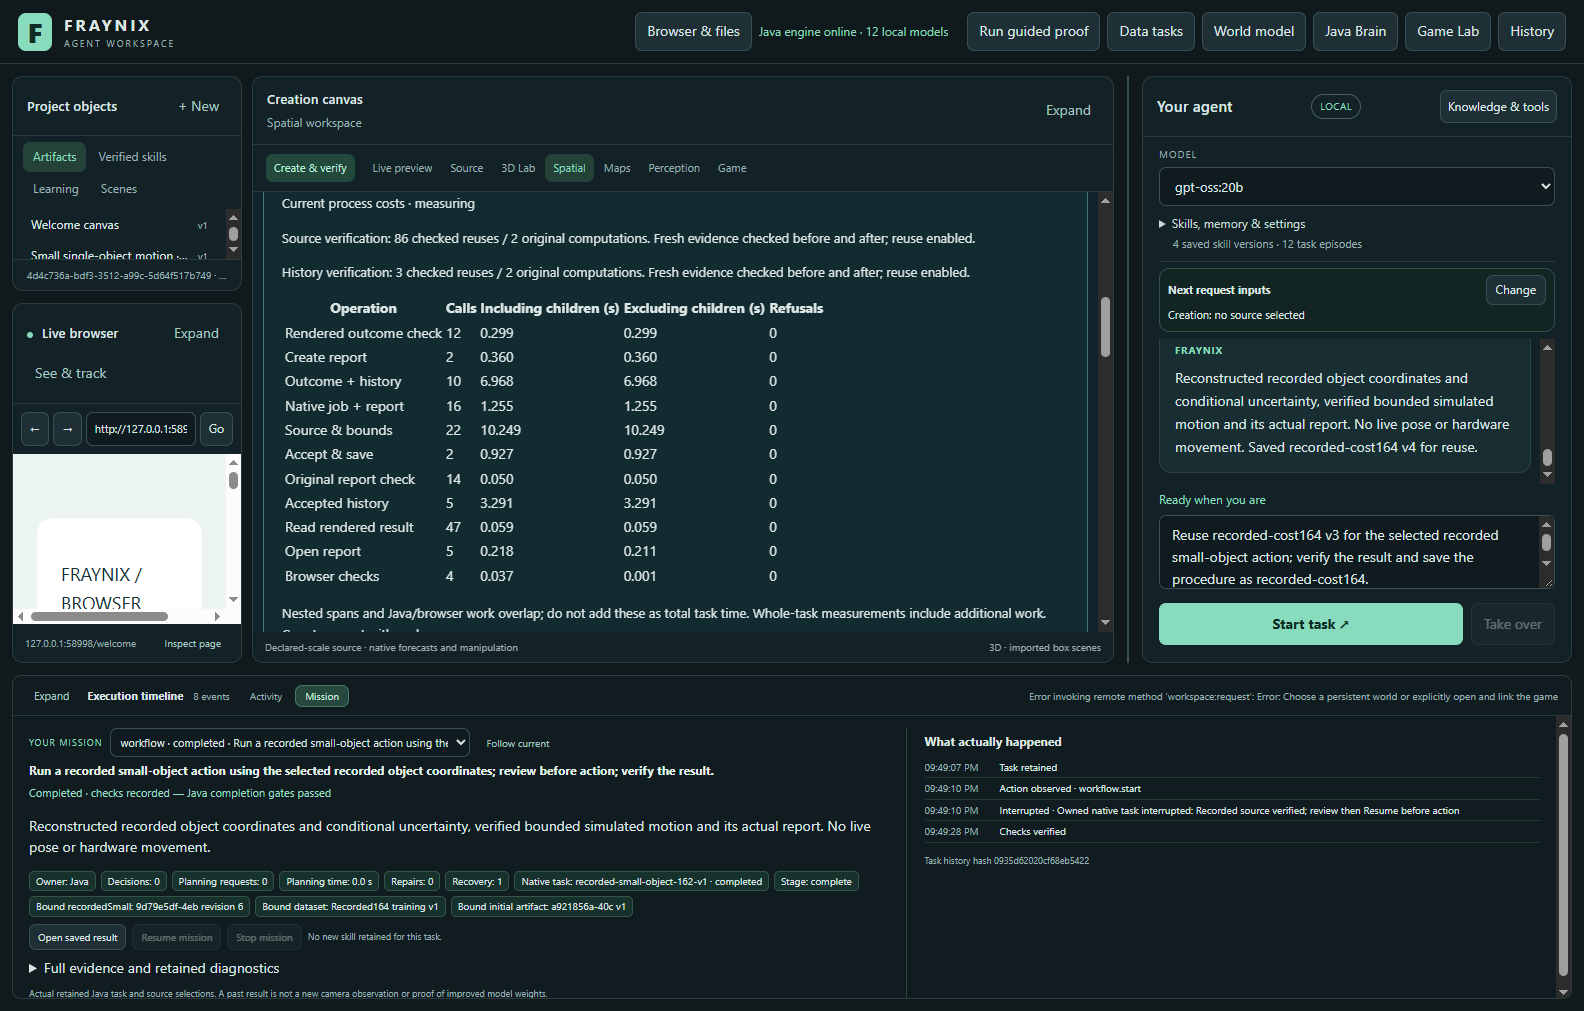 F FRAYNIX
AGENT WORKSPACE
Browser & files
Java engine online · 12 local models
Run guided proof
Data tasks
World model
Java Brain
Game Lab
History
Project objects
+ New
Artifacts
Verified skills
Learning
Scenes
Welcome canvas v1
Small single-object motion ·... v1
4d4c736a-bdf3-3512-a99c-5d64f517b749 · ...
Live browser
Expand
See & track
← → http://127.0.0.1:589 Go
FRAYNIX /
BROWSER
127.0.0.1:58998/welcome
Inspect page
Creation canvas
Spatial workspace
Expand
Create & verify
Live preview
Source
3D Lab
Spatial
Maps
Perception
Game
Current process costs · measuring
Source verification: 86 checked reuses / 2 original computations. Fresh evidence checked before and after; reuse enabled.
History verification: 3 checked reuses / 2 original computations. Fresh evidence checked before and after; reuse enabled.
Operation Calls Including children (s) Excluding children (s) Refusals
Rendered outcome check 12 0.299 0.299 0
Create report 2 0.360 0.360 0
Outcome + history 10 6.968 6.968 0
Native job + report 16 1.255 1.255 0
Source & bounds 22 10.249 10.249 0
Accept & save 2 0.927 0.927 0
Original report check 14 0.050 0.050 0
Accepted history 5 3.291 3.291 0
Read rendered result 47 0.059 0.059 0
Open report 5 0.218 0.211 0
Browser checks 4 0.037 0.001 0
Nested spans and Java/browser work overlap; do not add these as total task time. Whole-task measurements include additional work.
Declared-scale source · native forecasts and manipulation
3D · imported box scenes
Your agent
LOCAL
Knowledge & tools
MODEL
gpt-oss:20b
Skills, memory & settings
4 saved skill versions · 12 task episodes
Next request inputs
Change
Creation: no source selected
FRAYNIX
Reconstructed recorded object coordinates and
conditional uncertainty, verified bounded simulated
motion and its actual report. No live pose or hardware
movement. Saved recorded-cost164 v4 for reuse.
Ready when you are
Reuse recorded-cost164 v3 for the selected recorded
small-object action; verify the result and save the
procedure as recorded-cost164.
Start task ↗
Take over
Expand
Execution timeline
8 events
Activity
Mission
Error invoking remote method 'workspace:request': Error: Choose a persistent world or explicitly open and link the game
YOUR MISSION
workflow · completed · Run a recorded small-object action using the
Follow current
Run a recorded small-object action using the selected recorded object coordinates; review before action; verify the result.
Completed · checks recorded — Java completion gates passed
Reconstructed recorded object coordinates and conditional uncertainty, verified bounded simulated motion and its actual report. No live
pose or hardware movement.
Owner: Java
Decisions: 0
Planning requests: 0
Planning time: 0.0 s
Repairs: 0
Recovery: 1
Native task: recorded-small-object-162-v1 · completed
Stage: complete
Bound recordedSmall: 9d79e5df-4eb revision 6
Bound dataset: Recorded164 training v1
Bound initial artifact: a921856a-40c v1
Open saved result
Resume mission
Stop mission
No new skill retained for this task.
Full evidence and retained diagnostics
Actual retained Java task and source selections. A past result is not a new camera observation or proof of improved model weights.
What actually happened
09:49:07 PM Task retained
09:49:10 PM Action observed · workflow.start
09:49:10 PM Interrupted · Owned native task interrupted: Recorded source verified; review then Resume before action
09:49:28 PM Checks verified
Task history hash 0935d62020cf68eb5422